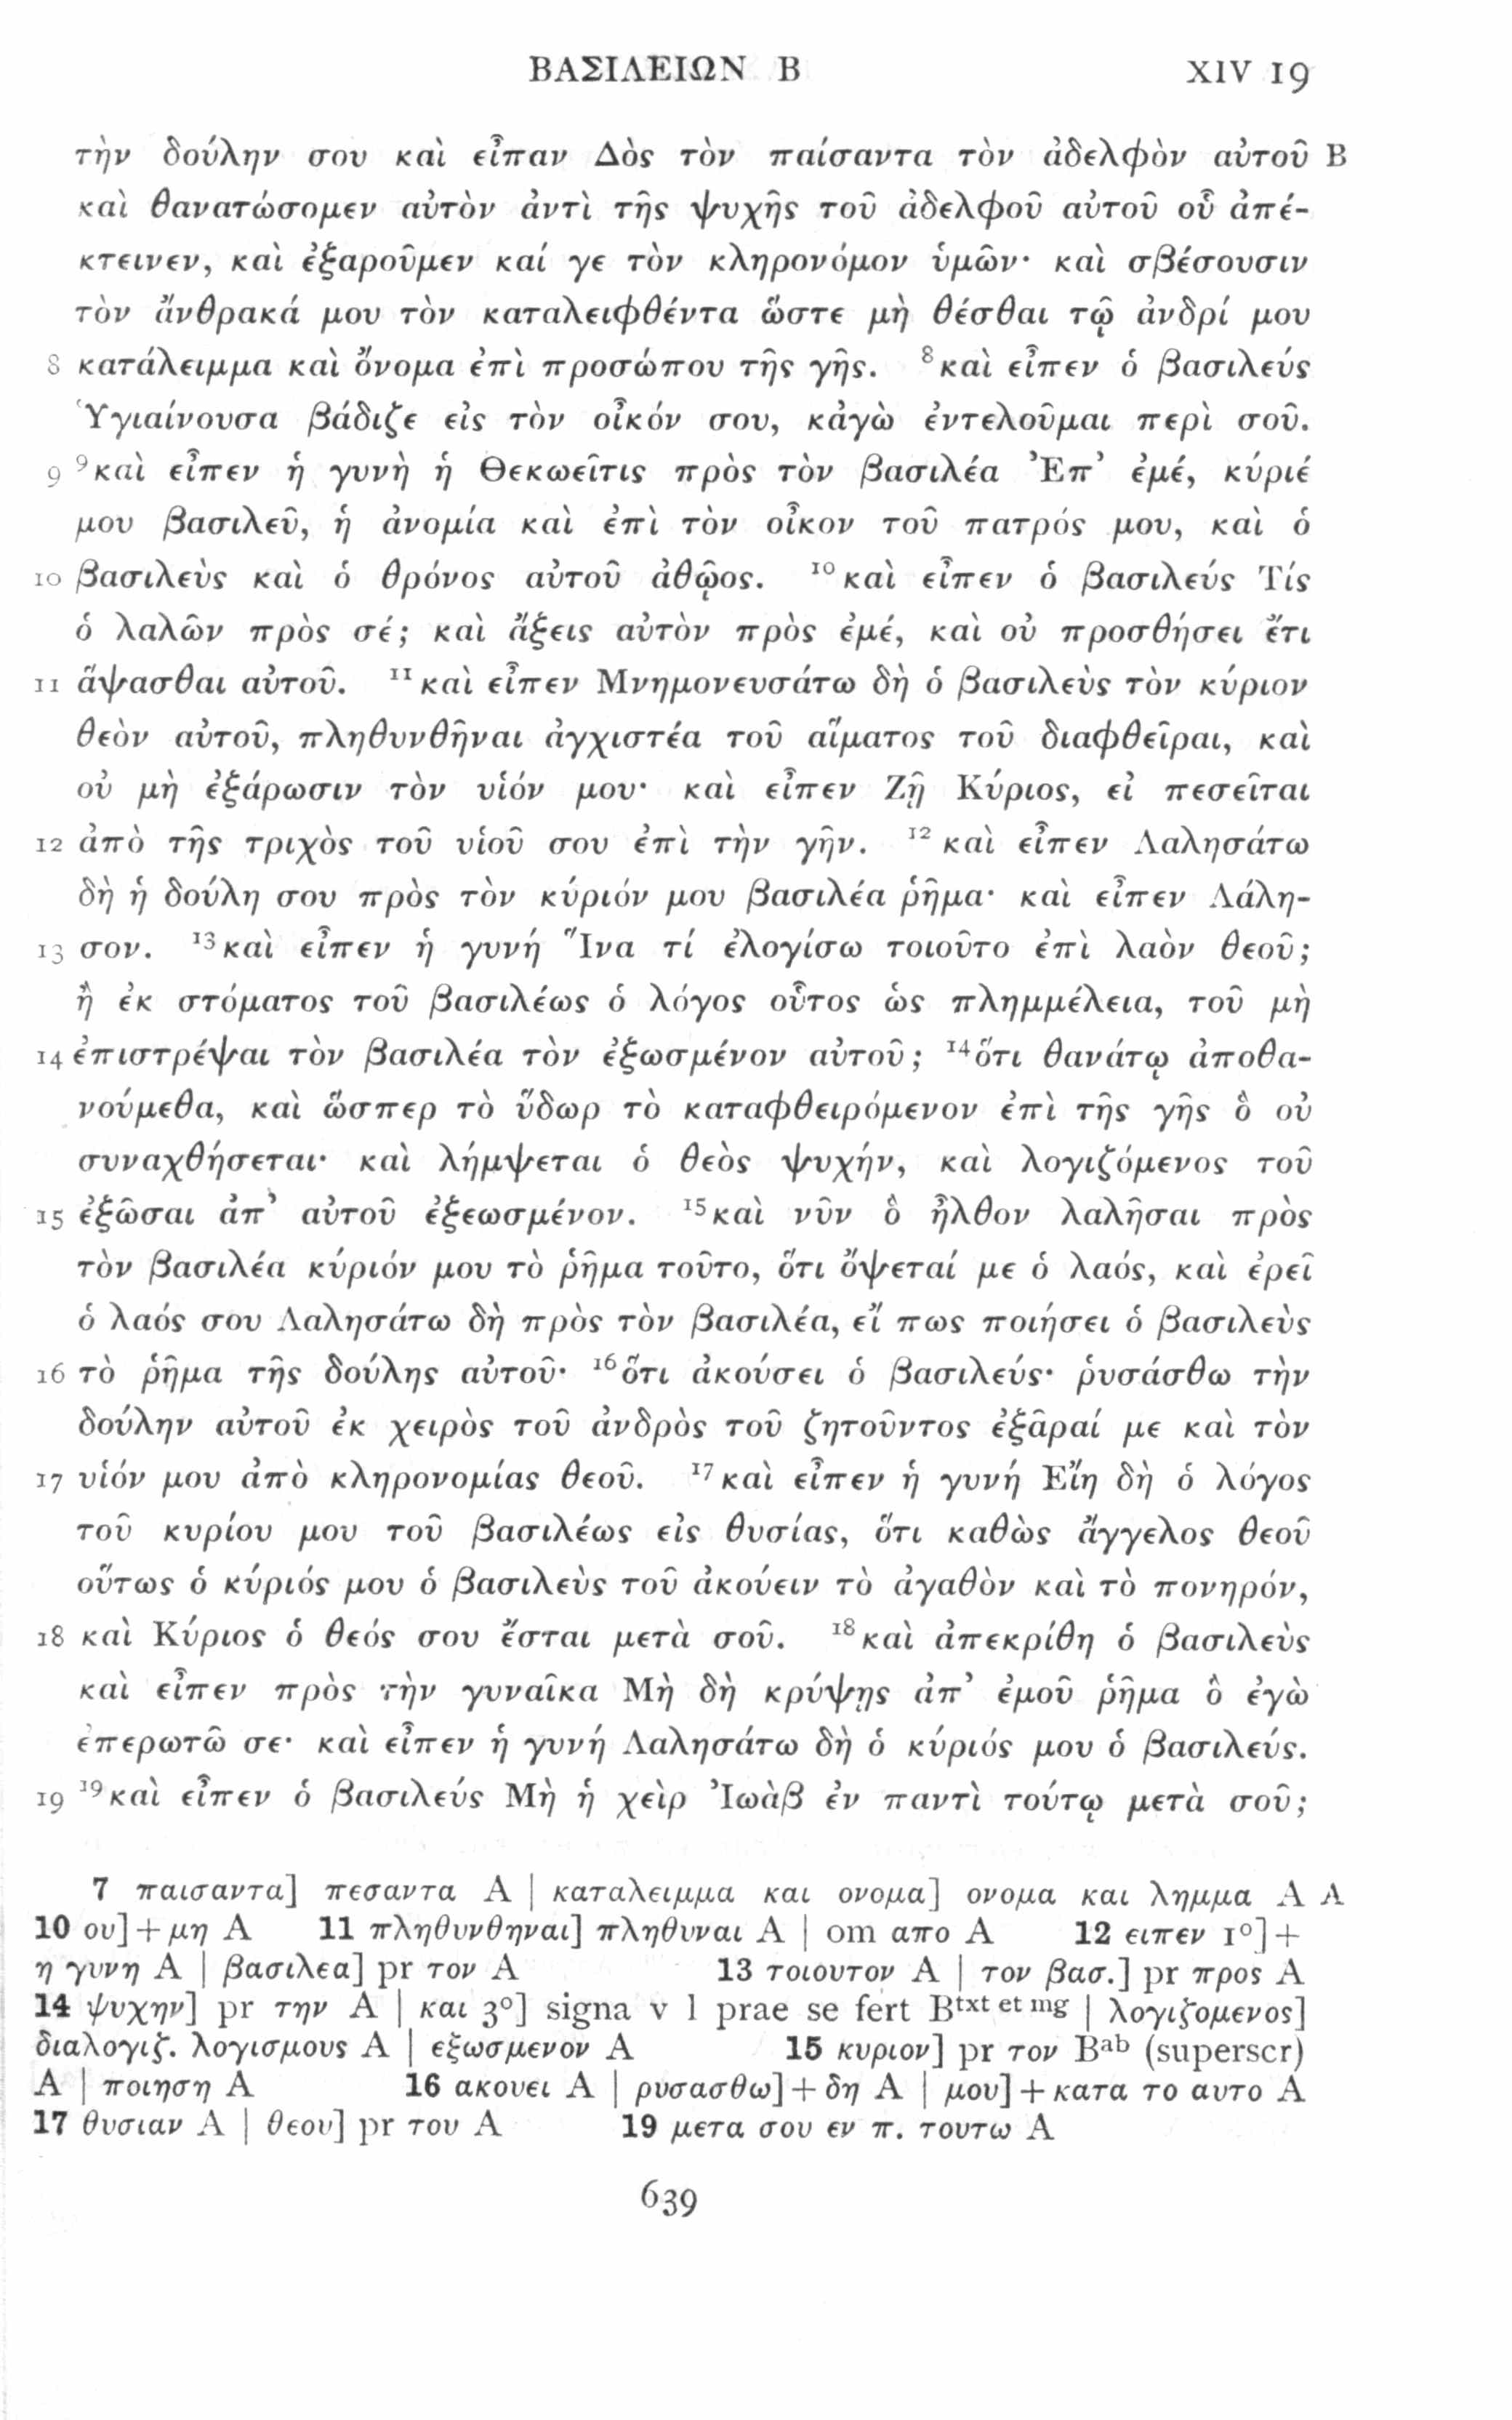 ΒΑΣΙΛΕΙΩΝ Β XIV 19
τὴν δούλην σου καὶ εἶπαν Δὸς τὸν παίσαντα τὸν ἀδελφὸν αὐτοῦ B
καὶ θανατώσομεν αὐτὸν ἀντὶ τῆς ψυχῆς τοῦ ἀδελφοῦ αὐτοῦ οὗ ἀπέ-
κτεινεν, καὶ ἐξαροῦμεν καί γε τὸν κληρονόμον ὑμῶν· καὶ σβέσουσιν
τὸν ἄνθρακά μου τὸν καταλειφθέντα ὥστε μὴ θέσθαι τῷ ἀνδρί μου
8 κατάλειμμα καὶ ὄνομα ἐπὶ προσώπου τῆς γῆς. ⁸καὶ εἶπεν ὁ βασιλεύς
Ὑγιαίνουσα βάδιζε εἰς τὸν οἶκόν σου, κἀγὼ ἐντελοῦμαι περὶ σοῦ.
9 ⁹καὶ εἶπεν ἡ γυνὴ ἡ Θεκωεῖτις πρὸς τὸν βασιλέα Ἐπ’ ἐμέ, κύριέ
μου βασιλεῦ, ἡ ἀνομία καὶ ἐπὶ τὸν οἶκον τοῦ πατρός μου, καὶ ὁ
10 βασιλεὺς καὶ ὁ θρόνος αὐτοῦ ἀθῷος. ¹⁰καὶ εἶπεν ὁ βασιλεύς Τίς
ὁ λαλῶν πρὸς σέ; καὶ ἄξεις αὐτὸν πρὸς ἐμέ, καὶ οὐ προσθήσει ἔτι
11 ἅψασθαι αὐτοῦ. ¹¹καὶ εἶπεν Μνημονευσάτω δὴ ὁ βασιλεὺς τὸν κύριον
θεὸν αὐτοῦ, πληθυνθῆναι ἀγχιστέα τοῦ αἵματος τοῦ διαφθεῖραι, καὶ
οὐ μὴ ἐξάρωσιν τὸν υἱόν μου· καὶ εἶπεν Ζῇ Κύριος, εἰ πεσεῖται
12 ἀπὸ τῆς τριχὸς τοῦ υἱοῦ σου ἐπὶ τὴν γῆν. ¹²καὶ εἶπεν Λαλησάτω
δὴ ἡ δούλη σου πρὸς τὸν κύριόν μου βασιλέα ῥῆμα· καὶ εἶπεν Λάλη-
13 σον. ¹³καὶ εἶπεν ἡ γυνή Ἵνα τί ἐλογίσω τοιοῦτο ἐπὶ λαὸν θεοῦ;
ἢ ἐκ στόματος τοῦ βασιλέως ὁ λόγος οὗτος ὡς πλημμέλεια, τοῦ μὴ
14 ἐπιστρέψαι τὸν βασιλέα τὸν ἐξωσμένον αὐτοῦ; ¹⁴ὅτι θανάτῳ ἀποθα-
νούμεθα, καὶ ὥσπερ τὸ ὕδωρ τὸ καταφθειρόμενον ἐπὶ τῆς γῆς ὃ οὐ
συναχθήσεται· καὶ λήμψεται ὁ θεὸς ψυχήν, καὶ λογιζόμενος τοῦ
15 ἐξῶσαι ἀπ’ αὐτοῦ ἐξεωσμένον. ¹⁵καὶ νῦν ὃ ἦλθον λαλῆσαι πρὸς
τὸν βασιλέα κύριόν μου τὸ ῥῆμα τοῦτο, ὅτι ὄψεταί με ὁ λαός, καὶ ἐρεῖ
ὁ λαός σου Λαλησάτω δὴ πρὸς τὸν βασιλέα, εἴ πως ποιήσει ὁ βασιλεὺς
16 τὸ ῥῆμα τῆς δούλης αὐτοῦ· ¹⁶ὅτι ἀκούσει ὁ βασιλεύς· ῥυσάσθω τὴν
δούλην αὐτοῦ ἐκ χειρὸς τοῦ ἀνδρὸς τοῦ ζητοῦντος ἐξᾶραί με καὶ τὸν
17 υἱόν μου ἀπὸ κληρονομίας θεοῦ. ¹⁷καὶ εἶπεν ἡ γυνή Εἴη δὴ ὁ λόγος
τοῦ κυρίου μου τοῦ βασιλέως εἰς θυσίας, ὅτι καθὼς ἄγγελος θεοῦ
οὕτως ὁ κύριός μου ὁ βασιλεὺς τοῦ ἀκούειν τὸ ἀγαθὸν καὶ τὸ πονηρόν,
18 καὶ Κύριος ὁ θεός σου ἔσται μετὰ σοῦ. ¹⁸καὶ ἀπεκρίθη ὁ βασιλεὺς
καὶ εἶπεν πρὸς τὴν γυναῖκα Μὴ δὴ κρύψῃς ἀπ’ ἐμοῦ ῥῆμα ὃ ἐγὼ
ἐπερωτῶ σε· καὶ εἶπεν ἡ γυνή Λαλησάτω δὴ ὁ κύριός μου ὁ βασιλεύς.
19 ¹⁹καὶ εἶπεν ὁ βασιλεύς Μὴ ἡ χεὶρ Ἰωὰβ ἐν παντὶ τούτῳ μετὰ σοῦ;
7 παισαντα] πεσαντα A | καταλειμμα και ονομα] ονομα και λημμα A A
10 ου]+μη A 11 πληθυνθηναι] πληθυναι A | om απο A 12 ειπεν 1°]+
η γυνη A | βασιλεα] pr τον A 13 τοιουτον A | τον βασ.] pr προς A
14 ψυχην] pr την A | και 3°] signa v l prae se fert Bᵗˣᵗ ᵉᵗ ᵐᵍ | λογιζομενος]
διαλογιζ. λογισμους A | εξωσμενον A 15 κυριον] pr τον Bᵃᵇ (superscr)
A | ποιηση A 16 ακουει A | ρυσασθω]+δη A | μου]+κατα το αυτο A
17 θυσιαν A | θεου] pr του A 19 μετα σου εν π. τουτω A
639